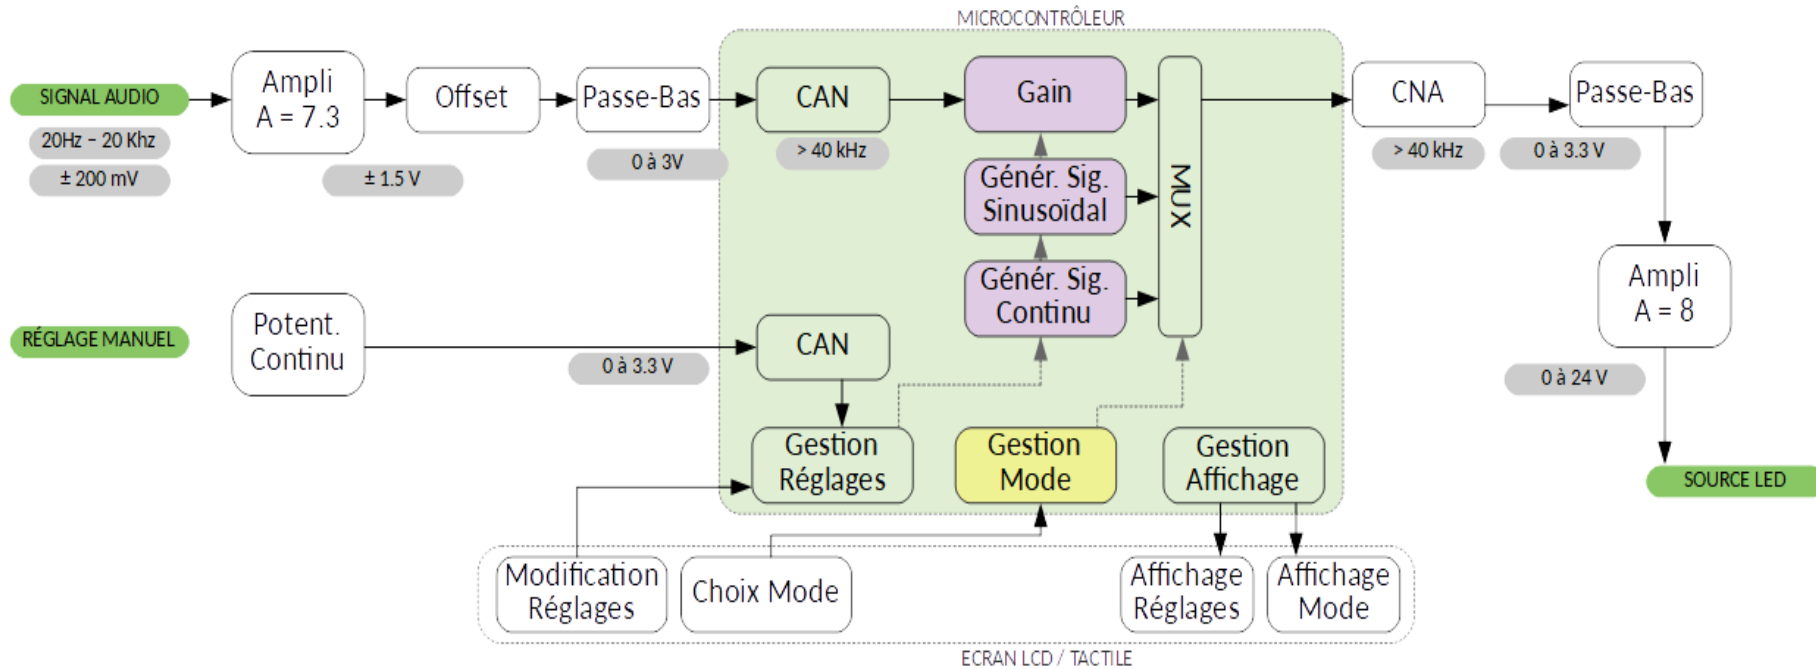 MICROCONTRÔLEUR
SIGNAL AUDIO
20Hz – 20 Khz
± 200 mV
Ampli
A = 7.3
± 1.5 V
Offset
Passe-Bas
0 à 3V
CAN
> 40 kHz
Gain
Génér. Sig.
Sinusoïdal
Génér. Sig.
Continu
MUX
CNA
> 40 kHz
0 à 3.3 V
Passe-Bas
Ampli
A = 8
0 à 24 V
SOURCE LED
RÉGLAGE MANUEL
Potent.
Continu
0 à 3.3 V
CAN
Gestion
Réglages
Gestion
Mode
Gestion
Affichage
Modification
Réglages
Choix Mode
Affichage
Réglages
Affichage
Mode
ECRAN LCD / TACTILE